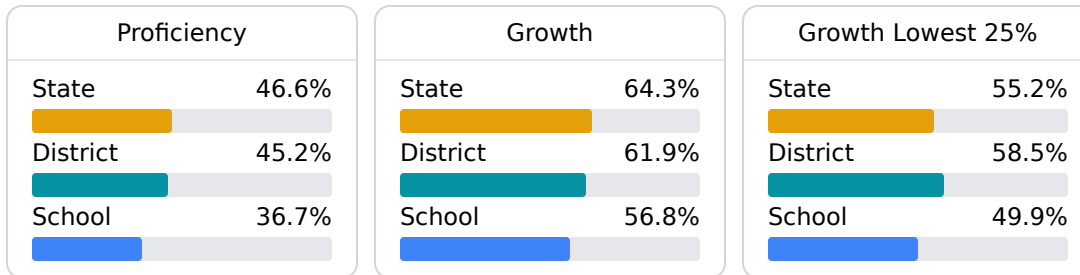 Proficiency
State 46.6%
District 45.2%
School 36.7%
Growth
State 64.3%
District 61.9%
School 56.8%
Growth Lowest 25%
State 55.2%
District 58.5%
School 49.9%